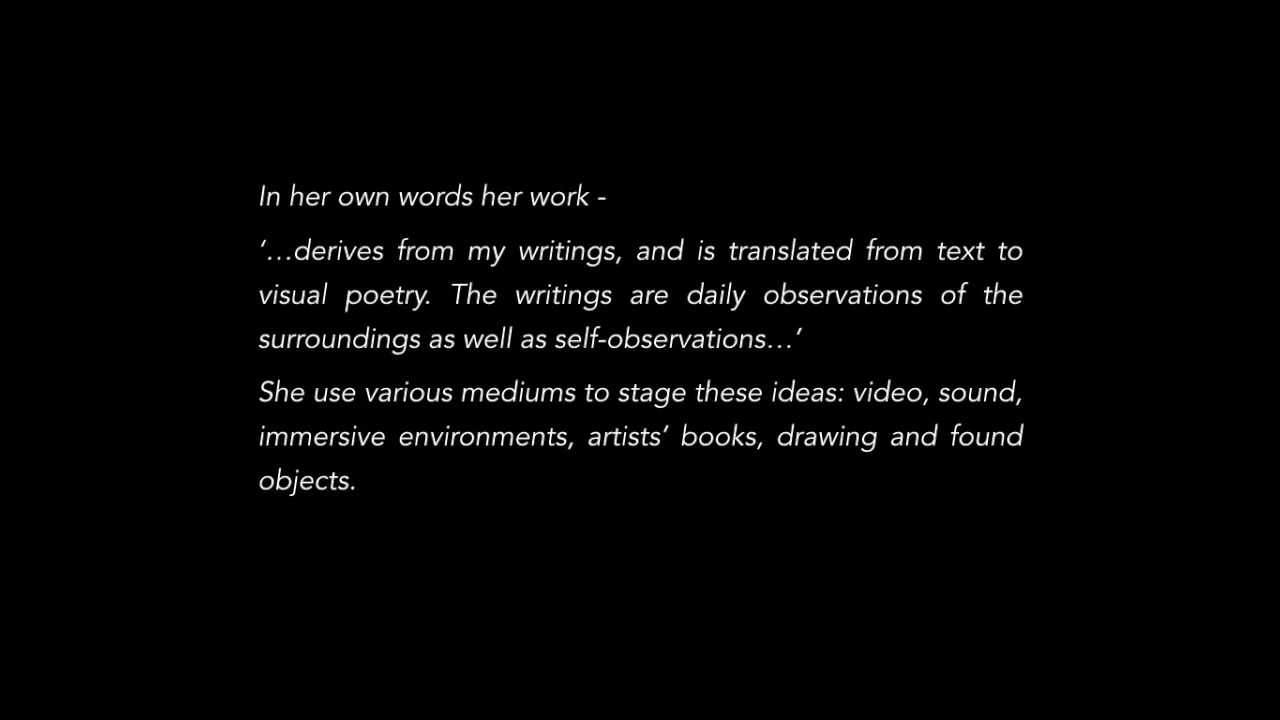 In her own words her work -
‘…derives from my writings, and is translated from text to
visual poetry. The writings are daily observations of the
surroundings as well as self-observations…’
She use various mediums to stage these ideas: video, sound,
immersive environments, artists’ books, drawing and found
objects.